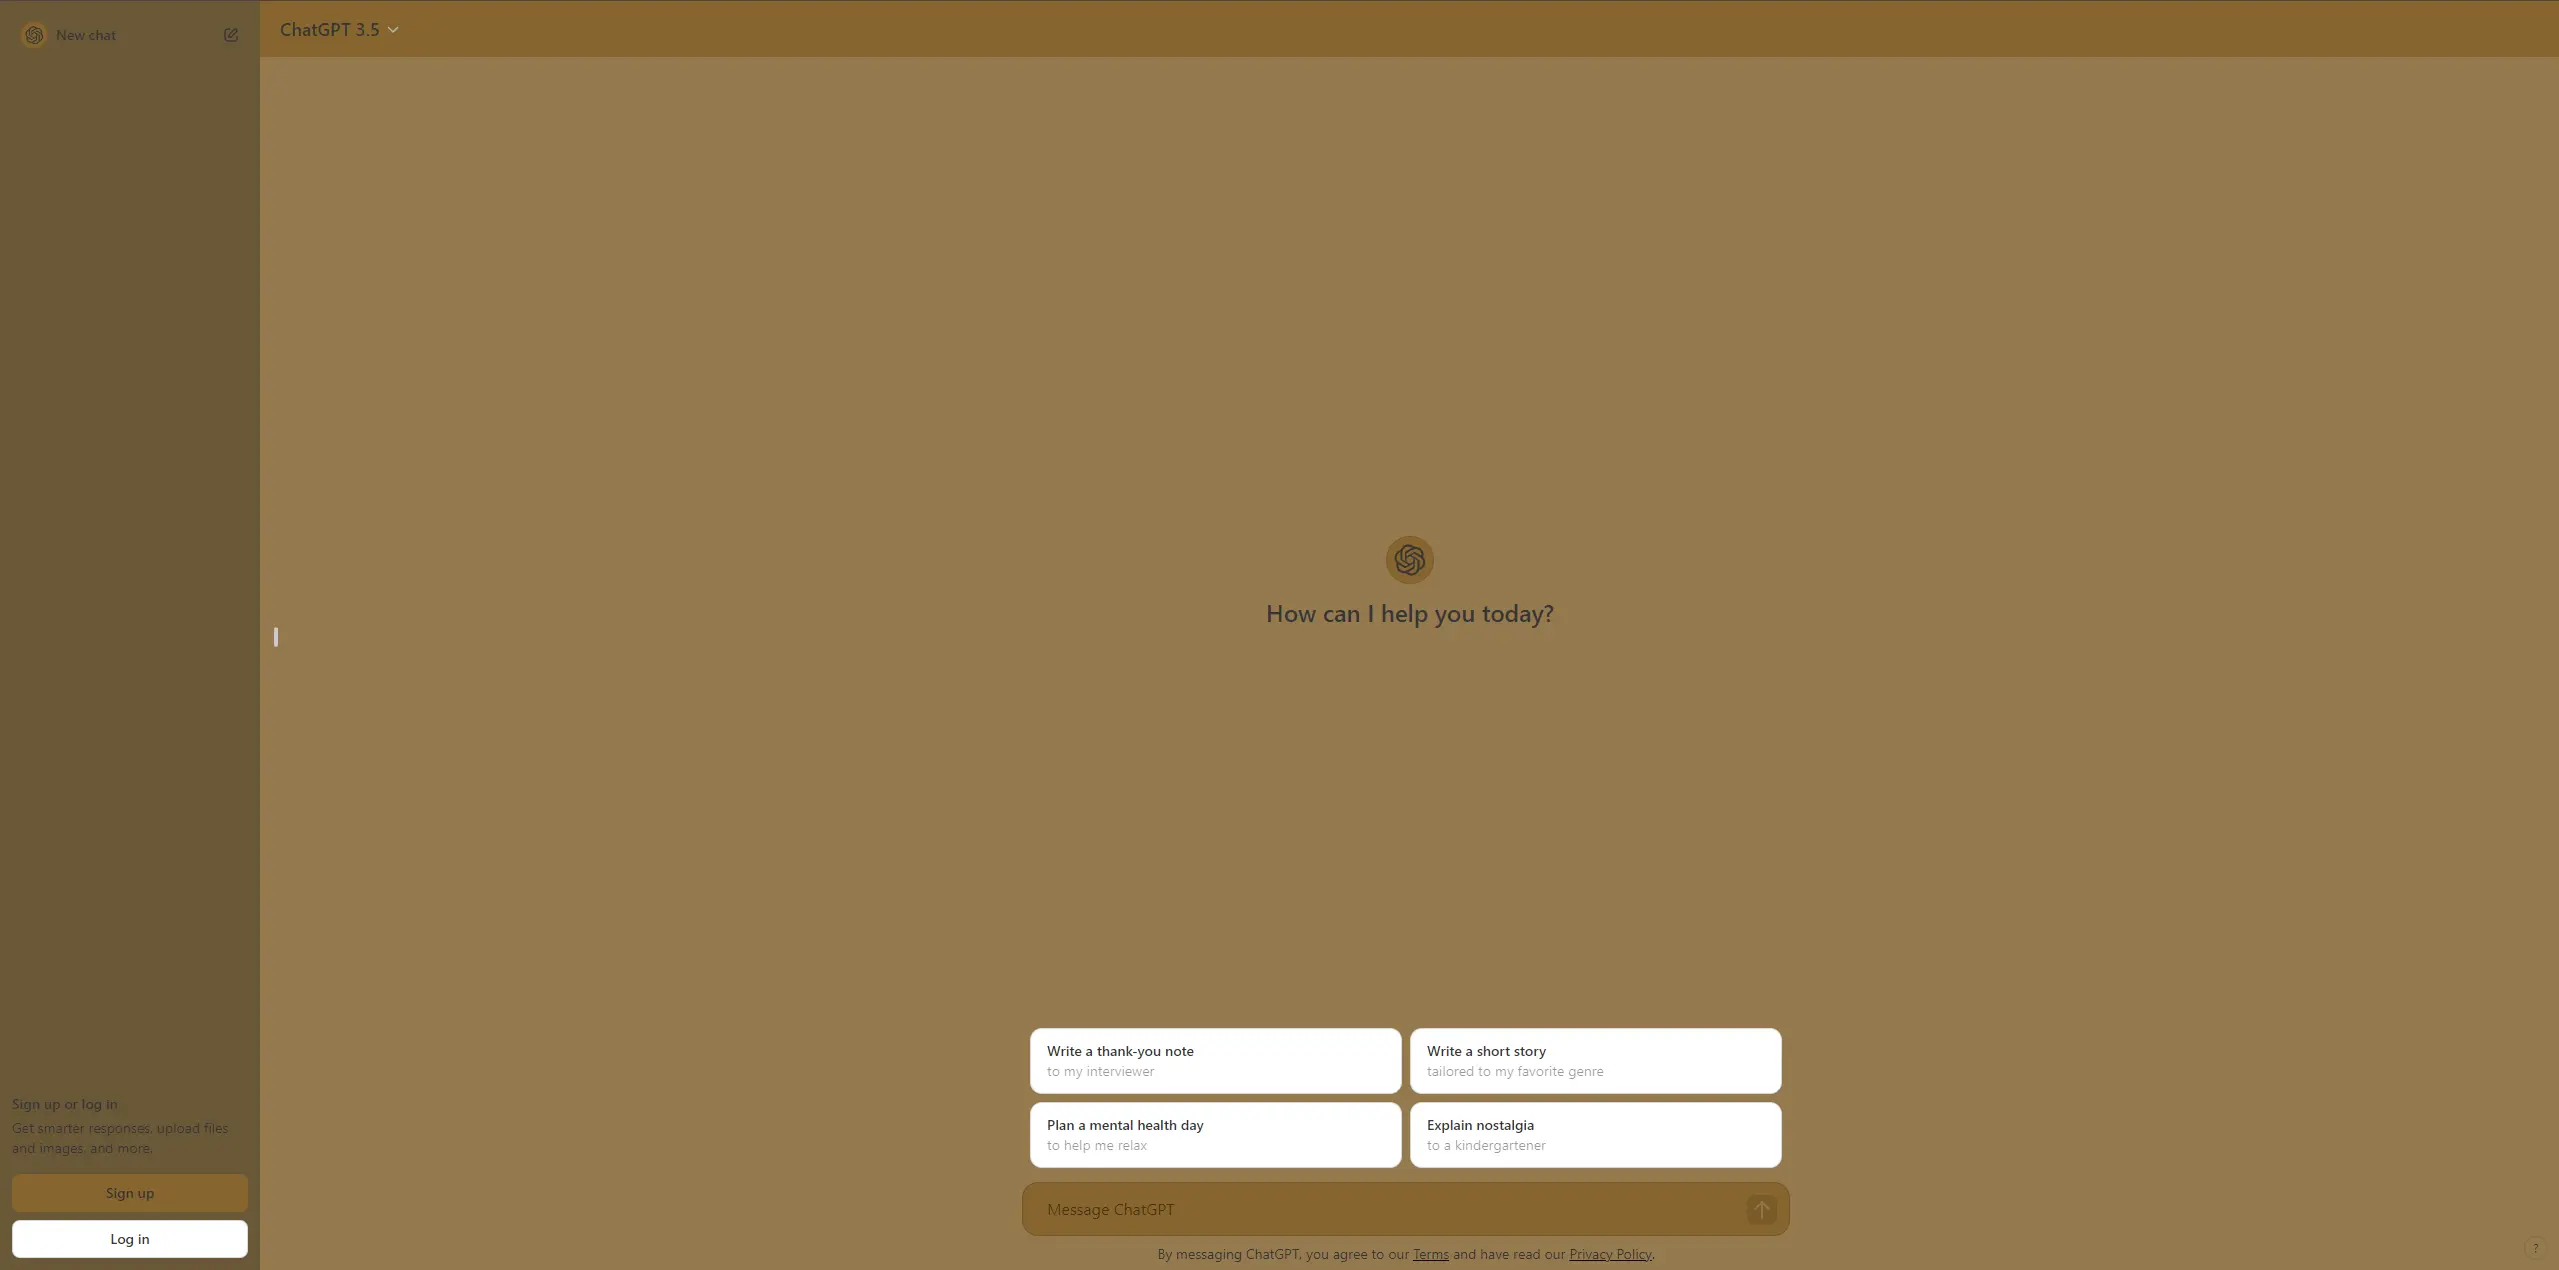 New chat
ChatGPT 3.5
How can I help you today?
Write a thank-you note
to my interviewer
Write a short story
tailored to my favorite genre
Plan a mental health day
to help me relax
Explain nostalgia
to a kindergartener
Sign up or log in
Get smarter responses, upload files
and images, and more.
Sign up
Log in
Message ChatGPT
By messaging ChatGPT, you agree to our Terms and have read our Privacy Policy.
?